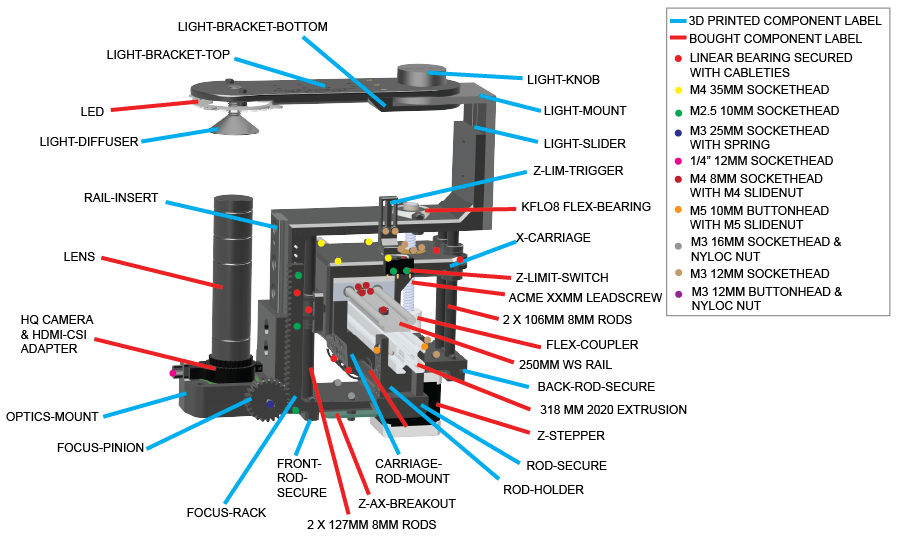 LIGHT-BRACKET-BOTTOM
LIGHT-BRACKET-TOP
LED
LIGHT-DIFFUSER
RAIL-INSERT
LENS
HQ CAMERA
& HDMI-CSI
ADAPTER
OPTICS-MOUNT
FOCUS-PINION
FOCUS-RACK
FRONT-
ROD-
SECURE
2 X 127MM 8MM RODS
Z-AX-BREAKOUT
CARRIAGE-
ROD-MOUNT
LIGHT-KNOB
LIGHT-MOUNT
LIGHT-SLIDER
Z-LIM-TRIGGER
KFLO8 FLEX-BEARING
X-CARRIAGE
Z-LIMIT-SWITCH
ACME XXMM LEADSCREW
2 X 106MM 8MM RODS
FLEX-COUPLER
250MM WS RAIL
BACK-ROD-SECURE
318 MM 2020 EXTRUSION
Z-STEPPER
ROD-SECURE
ROD-HOLDER
3D PRINTED COMPONENT LABEL
BOUGHT COMPONENT LABEL
LINEAR BEARING SECURED
WITH CABLETIES
M4 35MM SOCKETHEAD
M2.5 10MM SOCKETHEAD
M3 25MM SOCKETHEAD
WITH SPRING
1/4” 12MM SOCKETHEAD
M4 8MM SOCKETHEAD
WITH M4 SLIDENUT
M5 10MM BUTTONHEAD
WITH M5 SLIDENUT
M3 16MM SOCKETHEAD &
NYLOC NUT
M3 12MM SOCKETHEAD
M3 12MM BUTTONHEAD &
NYLOC NUT